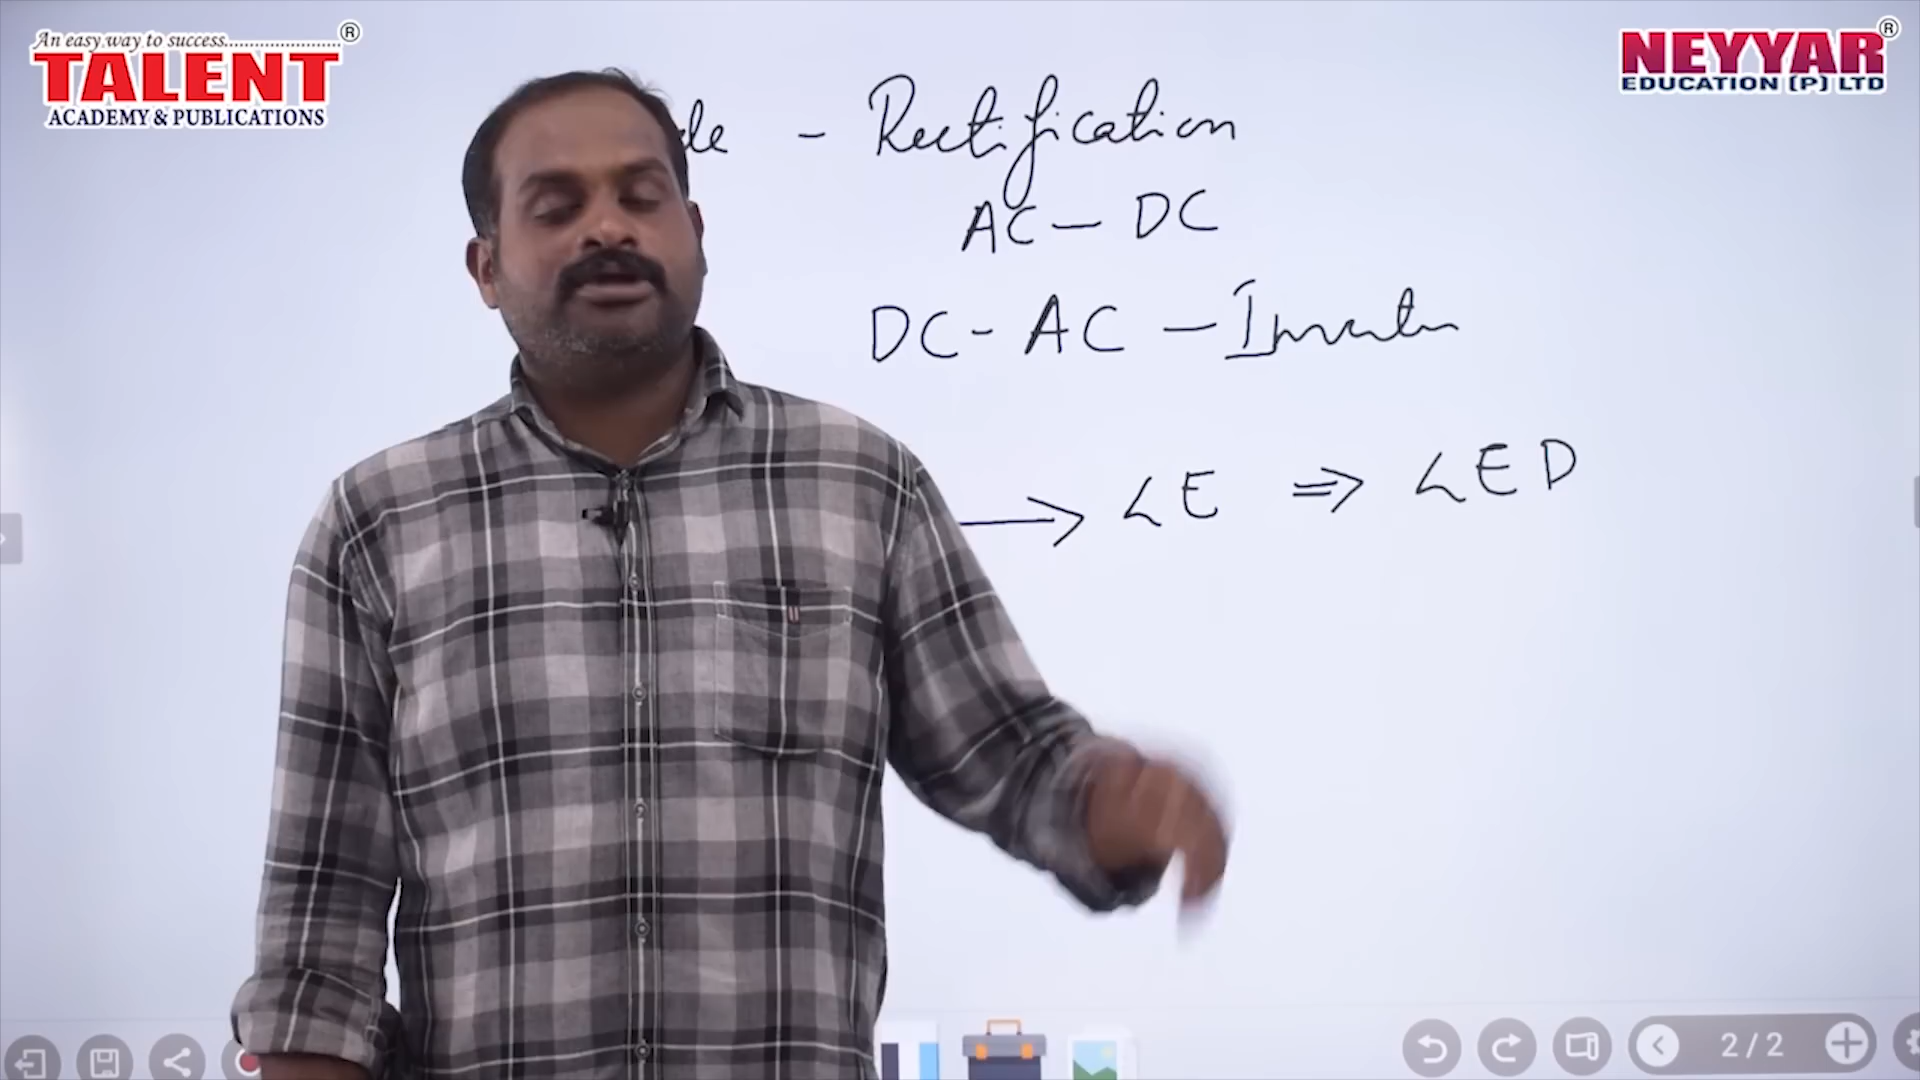 An easy way to success........................®
TALENT
ACADEMY & PUBLICATIONS
NEYYAR®
EDUCATION (P) LTD
de - Rectification
AC - DC
DC - AC -
→ LE ⇒ LED
2/2